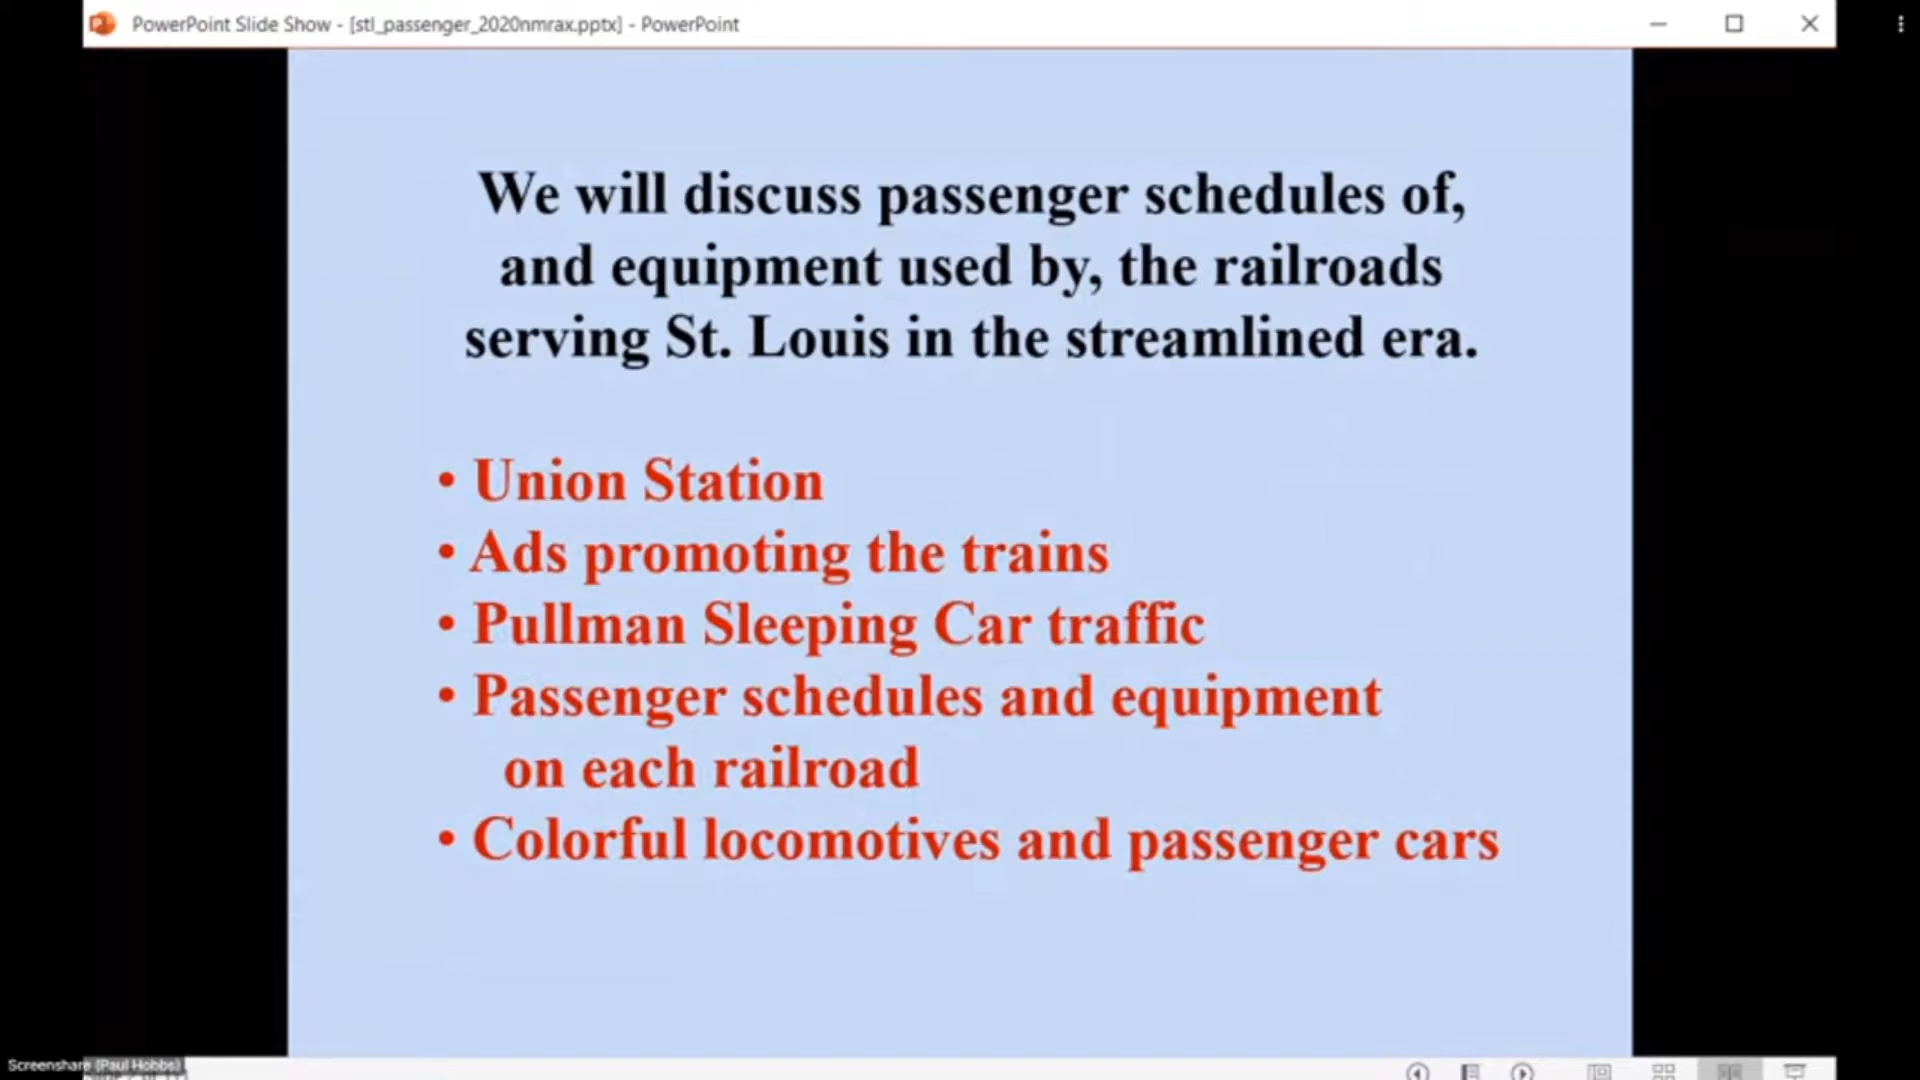 PowerPoint Slide Show - [stl_passenger_2020nmrax.pptx] - PowerPoint
We will discuss passenger schedules of,
and equipment used by, the railroads
serving St. Louis in the streamlined era.
• Union Station
• Ads promoting the trains
• Pullman Sleeping Car traffic
• Passenger schedules and equipment
on each railroad
• Colorful locomotives and passenger cars
Screenshare (Paul Hobbs)